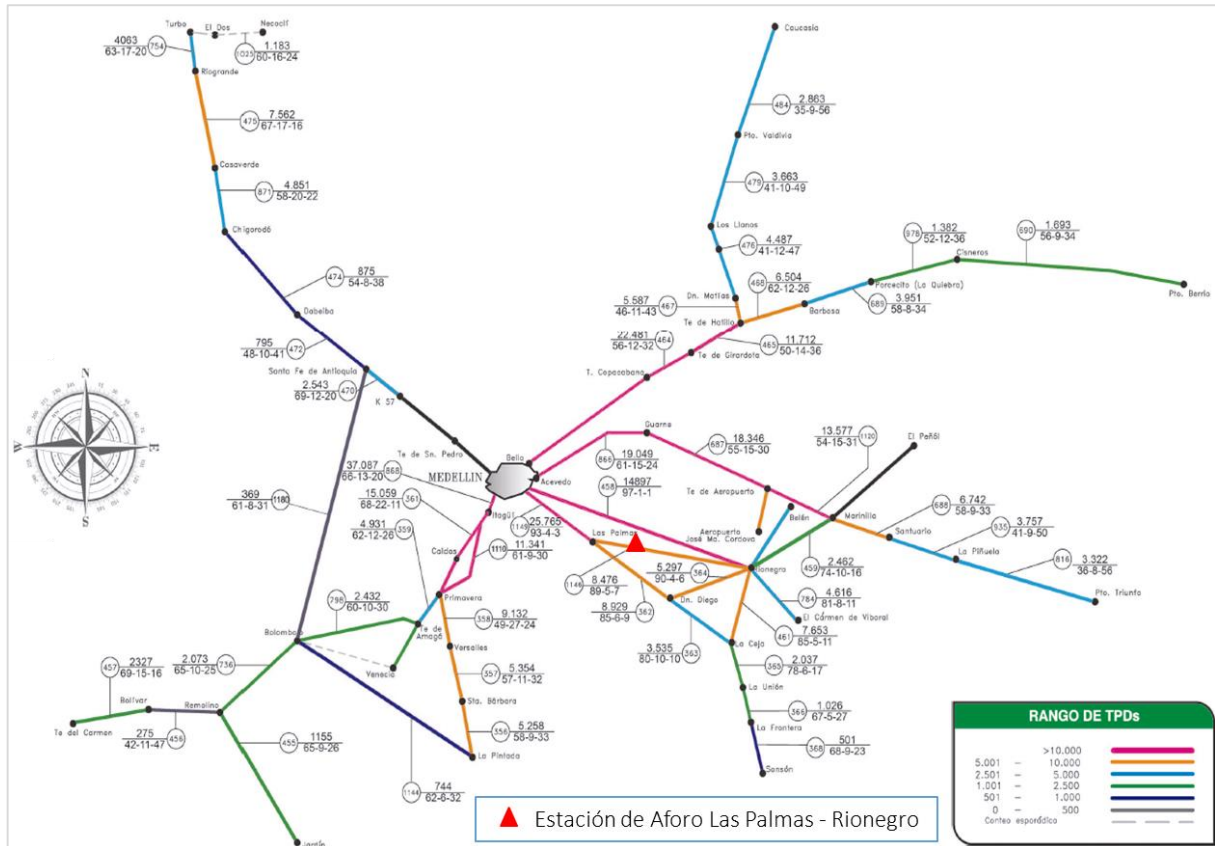 Turbo
El Dos
Necoclí
4063
63-17-20
754
1025
1.183
60-16-24
Riogrande
475
7.562
67-17-16
Casaverde
871
4.851
58-20-22
Chigorodó
474
875
54-8-38
Dabeiba
795
48-10-41
472
Santa Fe de Antioquia
2.543
69-12-20
470
K 57
Te de Sn. Pedro
Caucasia
484
2.863
35-9-56
Pto. Valdivia
479
3.663
41-10-49
Los Llanos
476
4.487
41-12-47
Dn. Matías
5.587
46-11-43
467
468
6.504
62-12-26
Te de Hatillo
Barbosa
689
3.951
58-8-34
Porcecito (La Quiebra)
978
1.382
52-12-36
Cisneros
690
1.693
56-9-34
Pto. Berrío
22.481
56-12-32
464
465
11.712
50-14-36
Te de Girardota
T. Copacabana
N
W
E
S
Bello
MEDELLIN
Acevedo
Guarne
866
19.049
61-15-24
687
18.346
55-15-30
13.577
54-15-31
1120
El Peñól
458
14897
97-1-1
Te de Aeropuerto
Aeropuerto
José Ma. Cordova
Belén
Marinilla
688
6.742
58-9-33
Santuario
935
3.757
41-9-50
La Piñuela
816
3.322
36-8-56
Pto. Triunfo
37.087
66-13-20
868
15.059
68-22-11
361
Itagüí
4.931
62-12-26
359
1110
11.341
61-9-30
Caldas
369
61-8-31
1180
1149
25.765
93-4-3
Las Palmas
1146
8.476
89-5-7
5.297
90-4-6
364
Rionegro
459
2.462
74-10-16
8.929
85-6-9
362
Dn. Diego
784
4.616
81-8-11
El Cármen de Viboral
3.535
80-10-10
363
La Ceja
461
7.653
85-5-11
365
2.037
78-6-17
La Unión
366
1.026
67-5-27
La Frontera
368
501
68-9-23
Sonsón
Primavera
798
2.432
60-10-30
Te de
Amagá
358
9.132
49-27-24
Versalles
Bolombolo
Venecia
357
5.354
57-11-32
Sta. Bárbara
356
5.258
58-9-33
La Pintada
1144
744
62-6-32
2.073
65-10-25
736
457
2327
69-15-16
Bolívar
Remolino
Te del Carmen
275
42-11-47
456
455
1155
65-9-26
Jardín
Estación de Aforo Las Palmas - Rionegro
RANGO DE TPDs
>10.000
5.001 – 10.000
2.501 – 5.000
1.001 – 2.500
501 – 1.000
0 – 500
Conteo esporádico